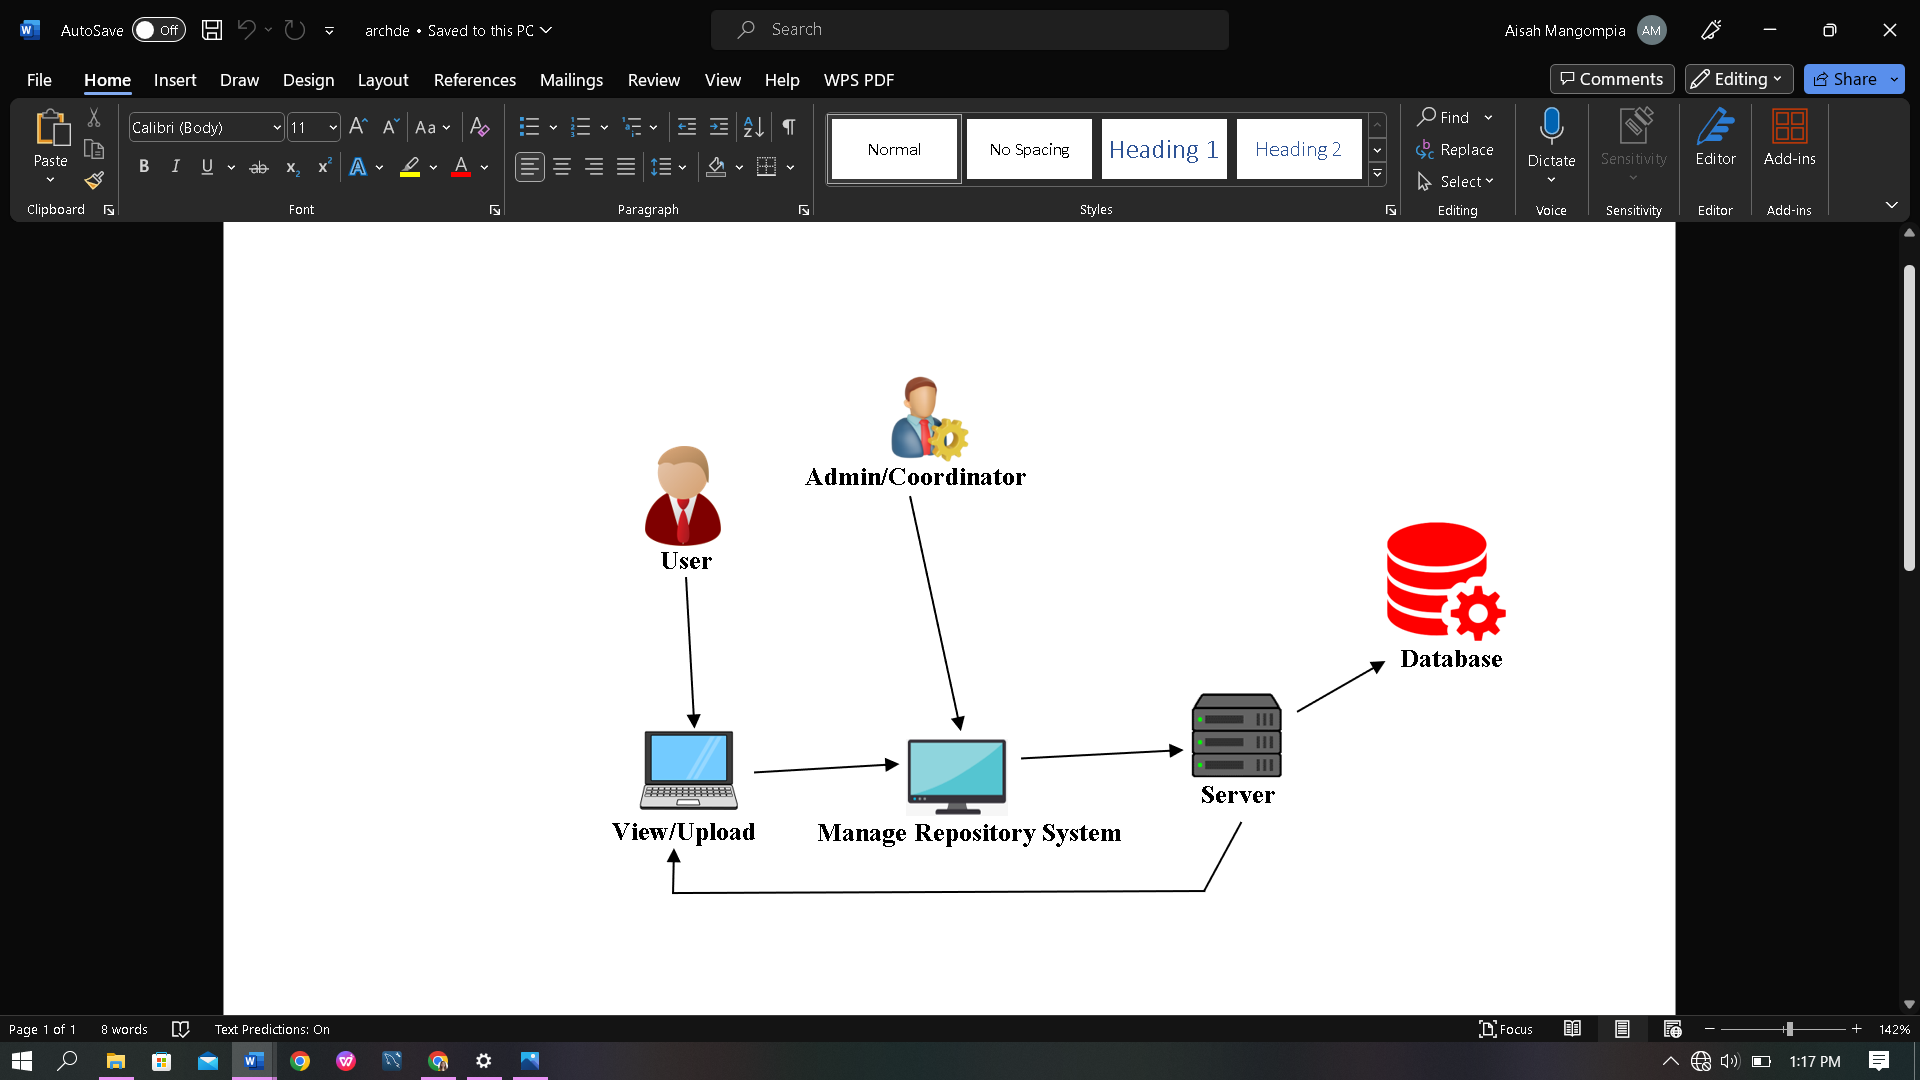 AutoSave Off archde • Saved to this PC Search Aisah Mangompia AM
File Home Insert Draw Design Layout References Mailings Review View Help WPS PDF Comments Editing Share
Paste
Clipboard
Calibri (Body) 11 Aa
B I U ab x₂ x² A A
Font
Paragraph
Normal No Spacing Heading 1 Heading 2
Styles
Find
Replace
Select
Editing
Dictate
Voice
Sensitivity
Sensitivity
Editor
Editor
Add-ins
Add-ins
Admin/Coordinator
User
Database
Server
View/Upload
Manage Repository System
Page 1 of 1 8 words Text Predictions: On Focus 142%
1:17 PM